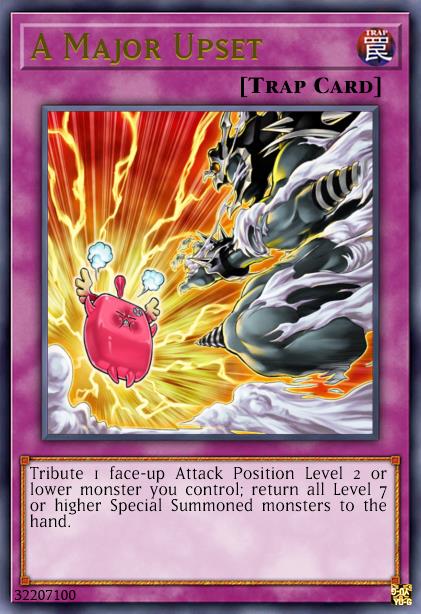 A Major Upset
TRAP
罠
[Trap Card]
Tribute 1 face-up Attack Position Level 2 or
lower monster you control; return all Level 7
or higher Special Summoned monsters to the
hand.
32207100